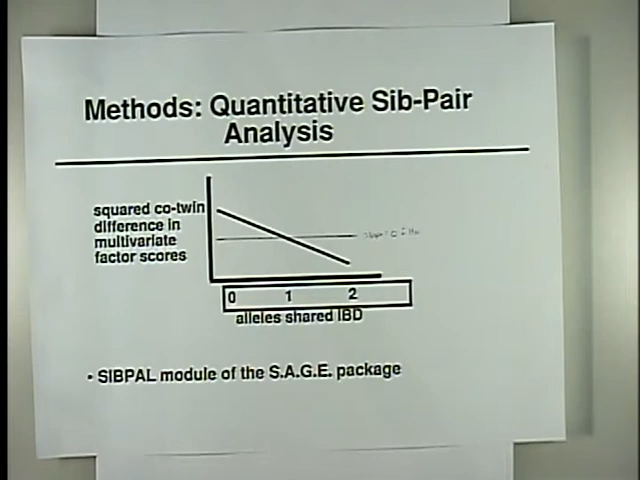 Methods: Quantitative Sib-Pair
Analysis
squared co-twin
difference in
multivariate
factor scores
0 1 2
alleles shared IBD
• SIBPAL module of the S.A.G.E. package